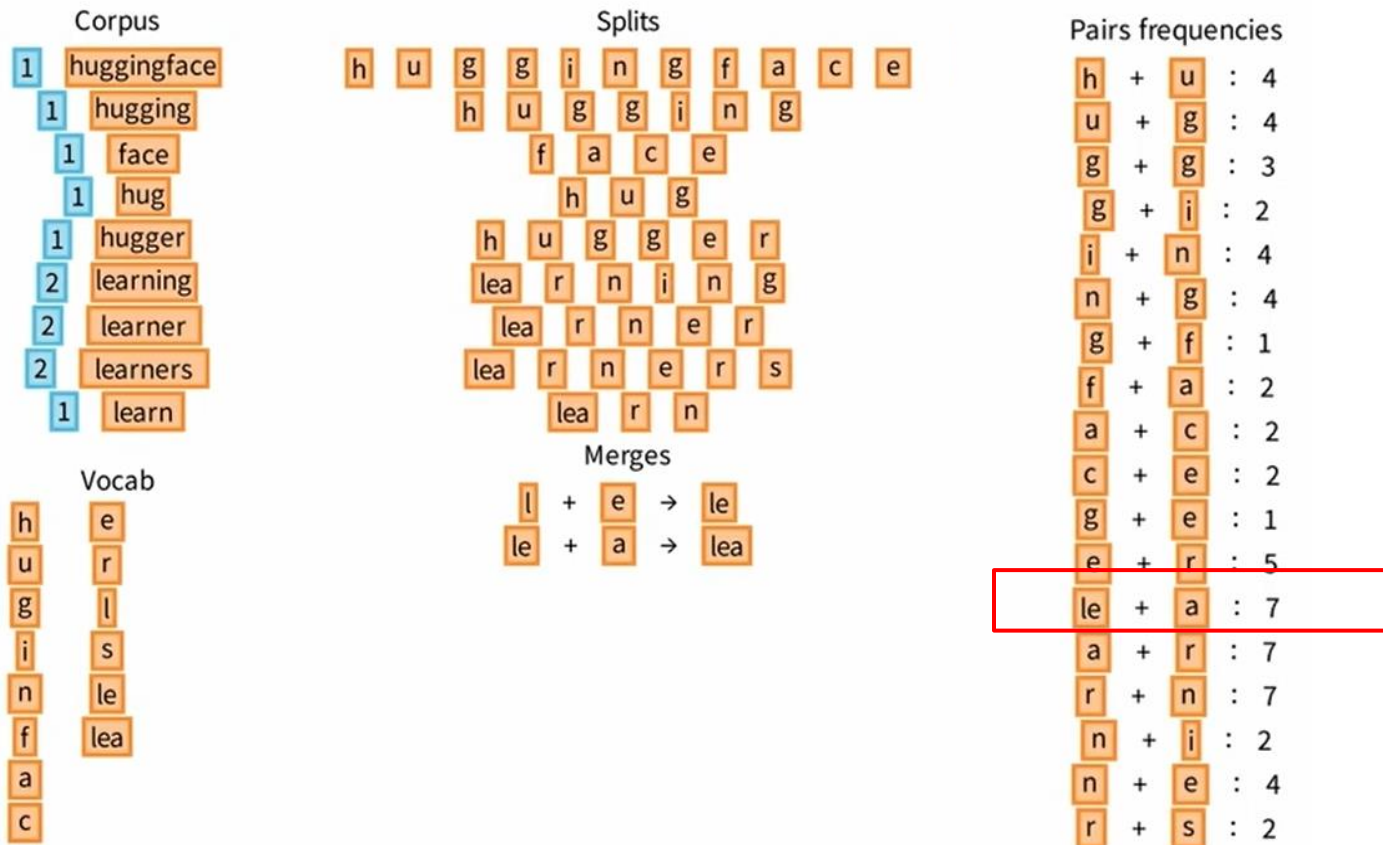 Corpus
1 huggingface
1 hugging
1 face
1 hug
1 hugger
2 learning
2 learner
2 learners
1 learn
Vocab
h e
u r
g l
i s
n le
f lea
a
c
Splits
h u g g i n g f a c e
h u g g i n g
f a c e
h u g
h u g g e r
lea r n i n g
lea r n e r
lea r n e r s
lea r n
Merges
l + e → le
le + a → lea
Pairs frequencies
h + u : 4
u + g : 4
g + g : 3
g + i : 2
i + n : 4
n + g : 4
g + f : 1
f + a : 2
a + c : 2
c + e : 2
g + e : 1
e + r : 5
le + a : 7
a + r : 7
r + n : 7
n + i : 2
n + e : 4
r + s : 2